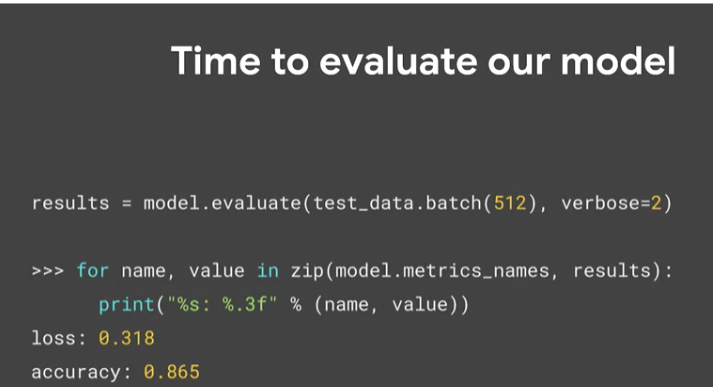 Time to evaluate our model
results = model.evaluate(test_data.batch(512), verbose=2)
>>> for name, value in zip(model.metrics_names, results):
print("%s: %.3f" % (name, value))
loss: 0.318
accuracy: 0.865